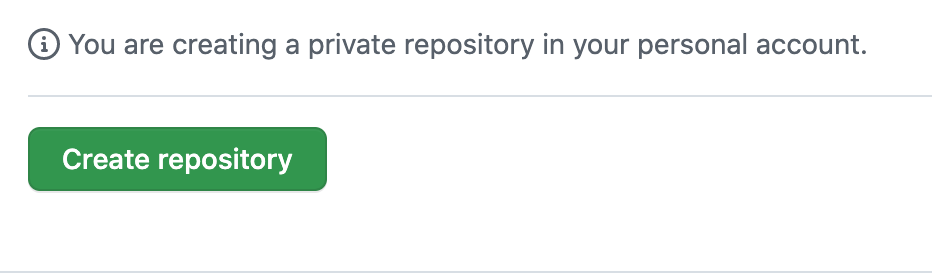 You are creating a private repository in your personal account.
Create repository